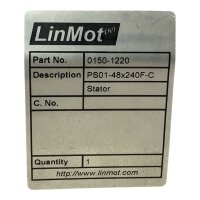 LinMot®
Part No. 0150-1220
Description PS01-48x240F-C
Stator
C. No.
Quantity 1
http://www.linmot.com